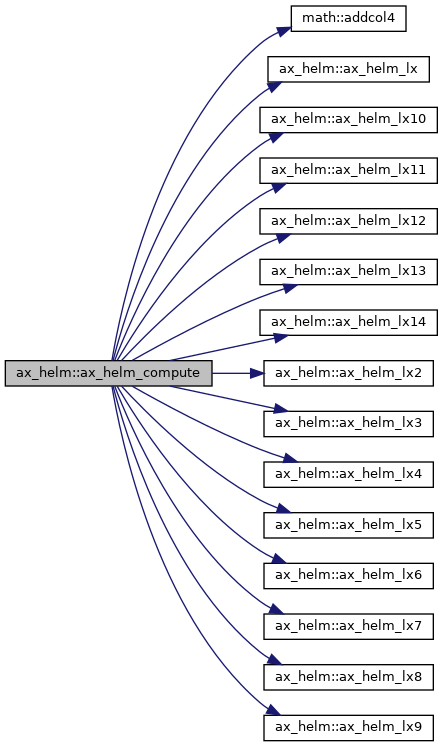 math::addcol4
ax_helm::ax_helm_lx
ax_helm::ax_helm_lx10
ax_helm::ax_helm_lx11
ax_helm::ax_helm_lx12
ax_helm::ax_helm_lx13
ax_helm::ax_helm_lx14
ax_helm::ax_helm_compute
ax_helm::ax_helm_lx2
ax_helm::ax_helm_lx3
ax_helm::ax_helm_lx4
ax_helm::ax_helm_lx5
ax_helm::ax_helm_lx6
ax_helm::ax_helm_lx7
ax_helm::ax_helm_lx8
ax_helm::ax_helm_lx9